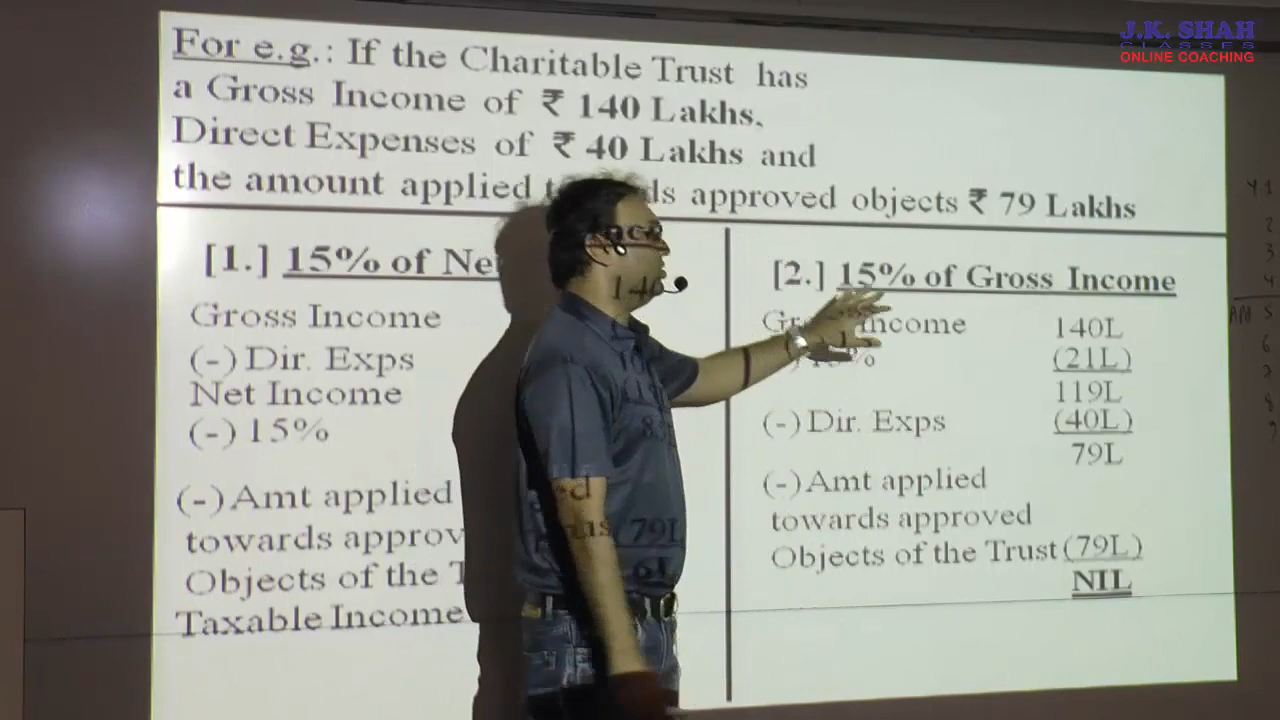 J.K. SHAH
CLASSES
ONLINE COACHING
For e.g.: If the Charitable Trust has
a Gross Income of ₹ 140 Lakhs,
Direct Expenses of ₹ 40 Lakhs and
the amount applied approved objects ₹ 79 Lakhs
[1.] 15% of
Gross Income 140
(-) Dir. Exps
Net Income
(-) 15%
(-) Amt applied
towards
Objects of the
Taxable Income
79L
6L
[2.] 15% of Gross Income
Income 140L
(21L)
119L
(-) Dir. Exps (40L)
79L
(-) Amt applied
towards approved
Objects of the Trust (79L)
NIL